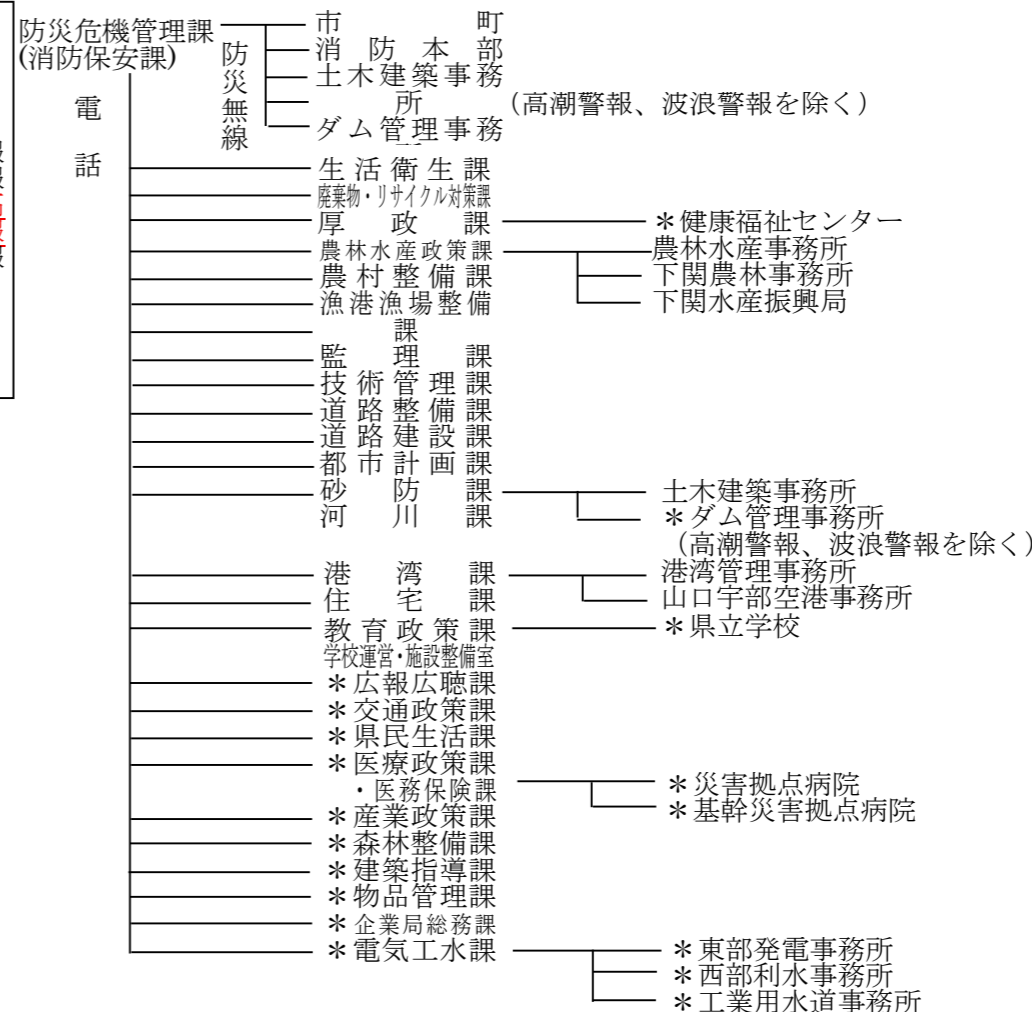 防災危機管理課
(消防保安課)
防災無線
電話
市町
消防本部
土木建築事務
所 (高潮警報、波浪警報を除く)
ダム管理事務
生活衛生課
廃棄物・リサイクル対策課
厚政課 ＊健康福祉センター
農林水産政策課 農林水産事務所
農村整備課 下関農林事務所
漁港漁場整備 下関水産振興局
課
監理課
技術管理課
道路整備課
道路建設課
都市計画課
砂防課 土木建築事務所
河川課 ＊ダム管理事務所
(高潮警報、波浪警報を除く)
港湾課 港湾管理事務所
住宅課 山口宇部空港事務所
教育政策課 ＊県立学校
学校運営・施設整備室
＊広報広聴課
＊交通政策課
＊県民生活課
＊医療政策課
・医務保険課 ＊災害拠点病院
＊産業政策課 ＊基幹災害拠点病院
＊森林整備課
＊建築指導課
＊物品管理課
＊企業局総務課
＊電気工水課 ＊東部発電事務所
＊西部利水事務所
＊工業用水道事務所